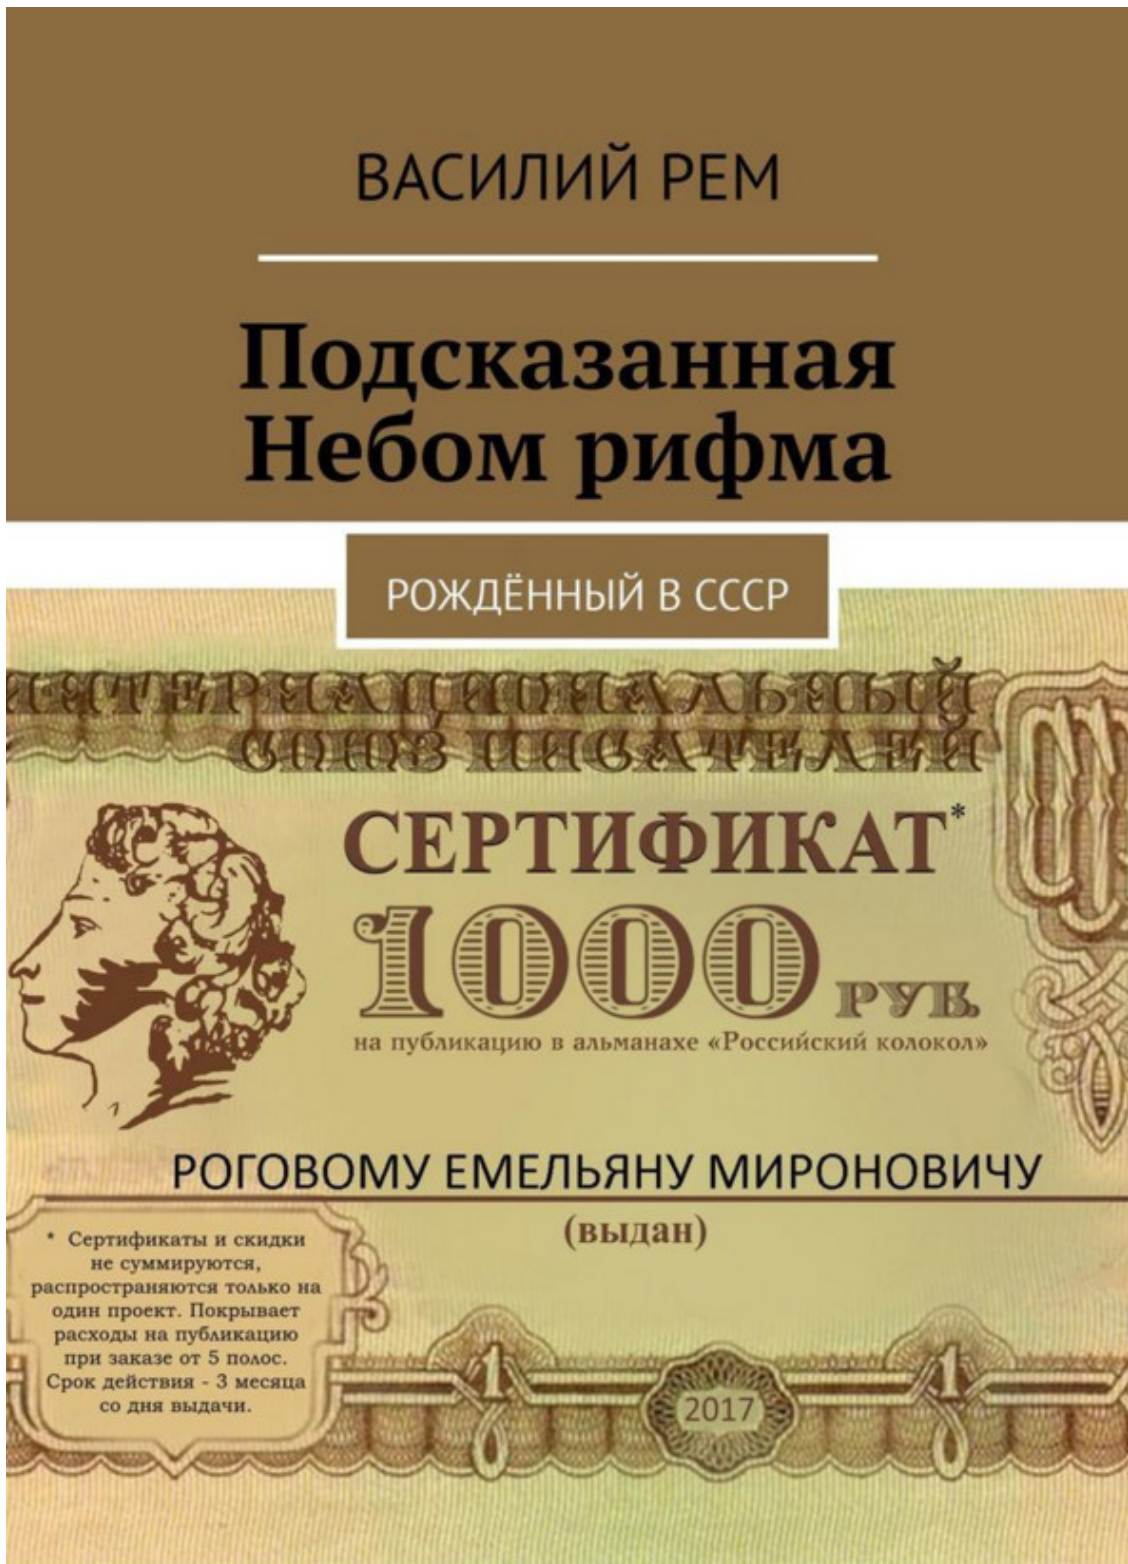 ВАСИЛИЙ РЕМ
Подсказанная
Небом рифма
РОЖДЁННЫЙ В СССР
ИНТЕРНАЦИОНАЛЬНЫЙ
СОЮЗ ПИСАТЕЛЕЙ
СЕРТИФИКАТ*
1000 РУБ.
на публикацию в альманахе «Российский колокол»
РОГОВОМУ ЕМЕЛЬЯНУ МИРОНОВИЧУ
(выдан)
* Сертификаты и скидки
не суммируются,
распространяются только на
один проект. Покрывает
расходы на публикацию
при заказе от 5 полос.
Срок действия - 3 месяца
со дня выдачи.
1
2017
1